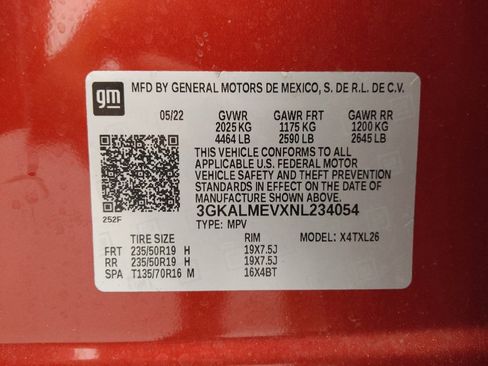 gm
MFD BY GENERAL MOTORS DE MEXICO, S. DE R.L. DE C.V.
05/22 GVWR GAWR FRT GAWR RR
2025 KG 1175 KG 1200 KG
4464 LB 2590 LB 2645 LB
THIS VEHICLE CONFORMS TO ALL
APPLICABLE U.S. FEDERAL MOTOR
VEHICLE SAFETY AND THEFT PREVENTION
STANDARDS IN EFFECT ON THE DATE OF
MANUFACTURE SHOWN ABOVE.
252F
3GKALMEVXNL234054
TYPE: MPV MODEL: X4TXL26
TIRE SIZE RIM
FRT 235/50R19 H 19X7.5J
RR 235/50R19 H 19X7.5J
SPA T135/70R16 M 16X4BT